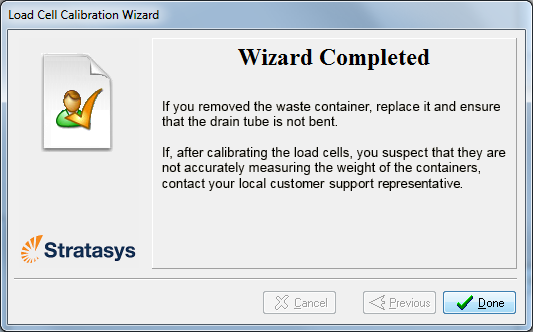 Load Cell Calibration Wizard
Wizard Completed
If you removed the waste container, replace it and ensure
that the drain tube is not bent.
If, after calibrating the load cells, you suspect that they are
not accurately measuring the weight of the containers,
contact your local customer support representative.
Stratasys
Cancel
Previous
Done